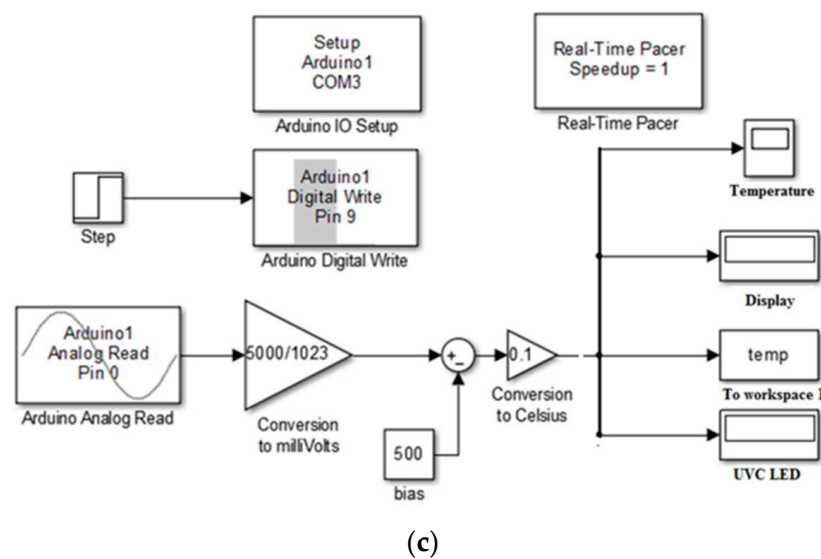 Setup
Arduino1
COM3
Arduino IO Setup
Real-Time Pacer
Speedup = 1
Real-Time Pacer
Arduino1
Digital Write
Pin 9
Arduino Digital Write
Step
Temperature
Display
Arduino1
Analog Read
Pin 0
Arduino Analog Read
5000/1023
Conversion
to milliVolts
+
-
0.1
Conversion
to Celsius
500
bias
temp
To workspace 1
UVC LED
(c)